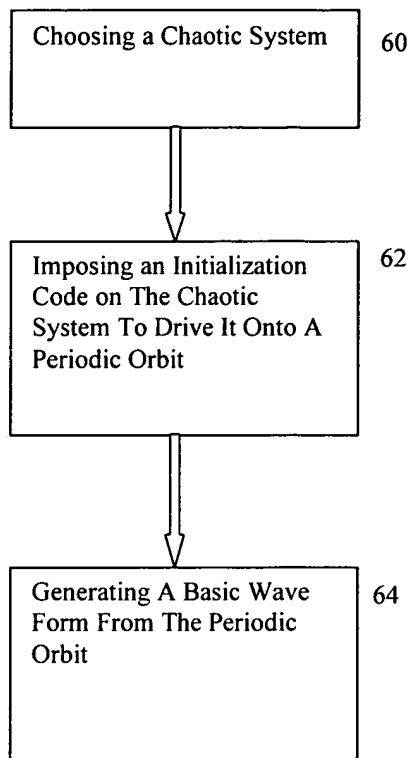 Choosing a Chaotic System
60
Imposing an Initialization
Code on The Chaotic
System To Drive It Onto A
Periodic Orbit
62
Generating A Basic Wave
Form From The Periodic
Orbit
64